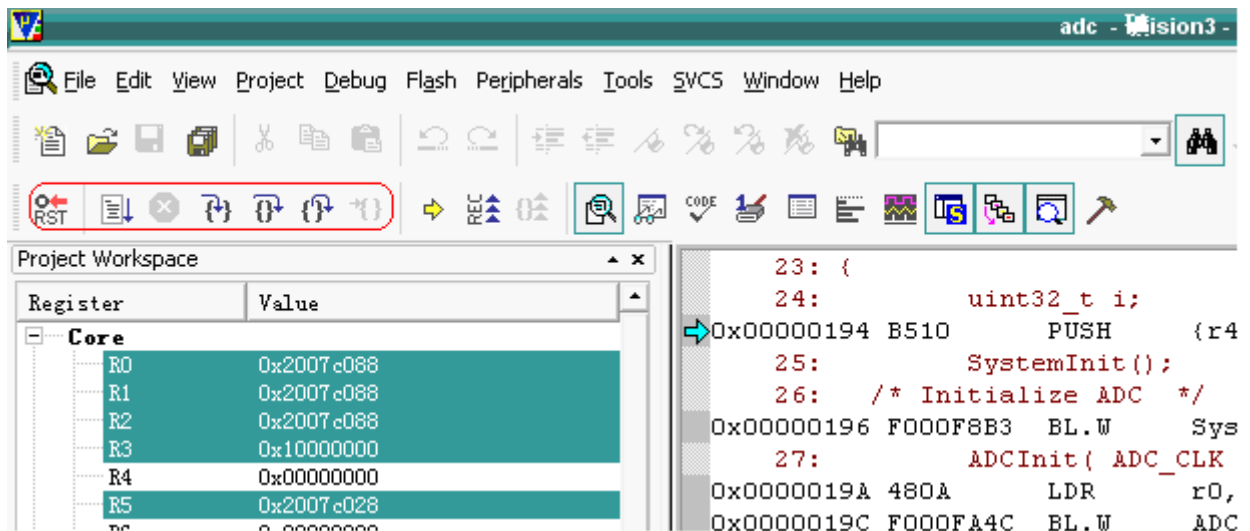 adc - ision3 -
File Edit View Project Debug Flash Peripherals Tools SVCS Window Help
RST REC CODE
Project Workspace
Register Value
Core
R0 0x2007c088
R1 0x2007c088
R2 0x2007c088
R3 0x10000000
R4 0x00000000
R5 0x2007c028
23: {
24: uint32_t i;
0x00000194 B510 PUSH {r4
25: SystemInit();
26: /* Initialize ADC */
0x00000196 F000F8B3 BL.W Sys
27: ADCInit( ADC_CLK
0x0000019A 480A LDR r0,
0x0000019C F000FA4C BL.W ADC